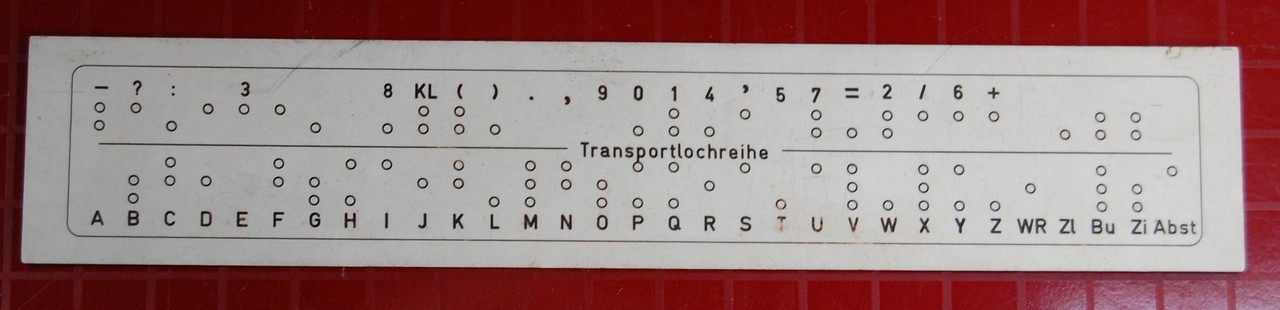 – ? : 3 8 KL ( ) . , 9 0 1 4 ’ 5 7 = 2 / 6 +
Transportlochreihe
A B C D E F G H I J K L M N O P Q R S T U V W X Y Z WR Zl Bu Zi Abst